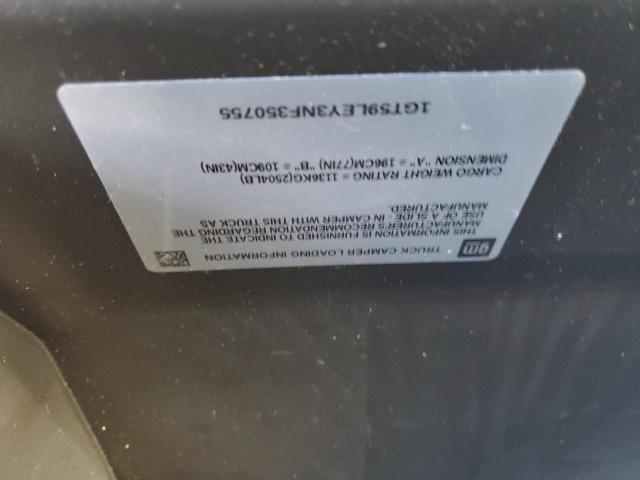 gm TRUCK CAMPER LOADING INFORMATION
THIS INFORMATION IS FURNISHED TO INDICATE THE
MANUFACTURER'S RECOMMENDATION REGARDING THE
USE OF A SLIDE - IN CAMPER WITH THIS TRUCK AS
MANUFACTURED.
CARGO WEIGHT RATING = 1136KG(2504LB)
DIMENSION "A" = 196CM(77IN) "B" = 109CM(43IN)
1GT59LEY3NF350755